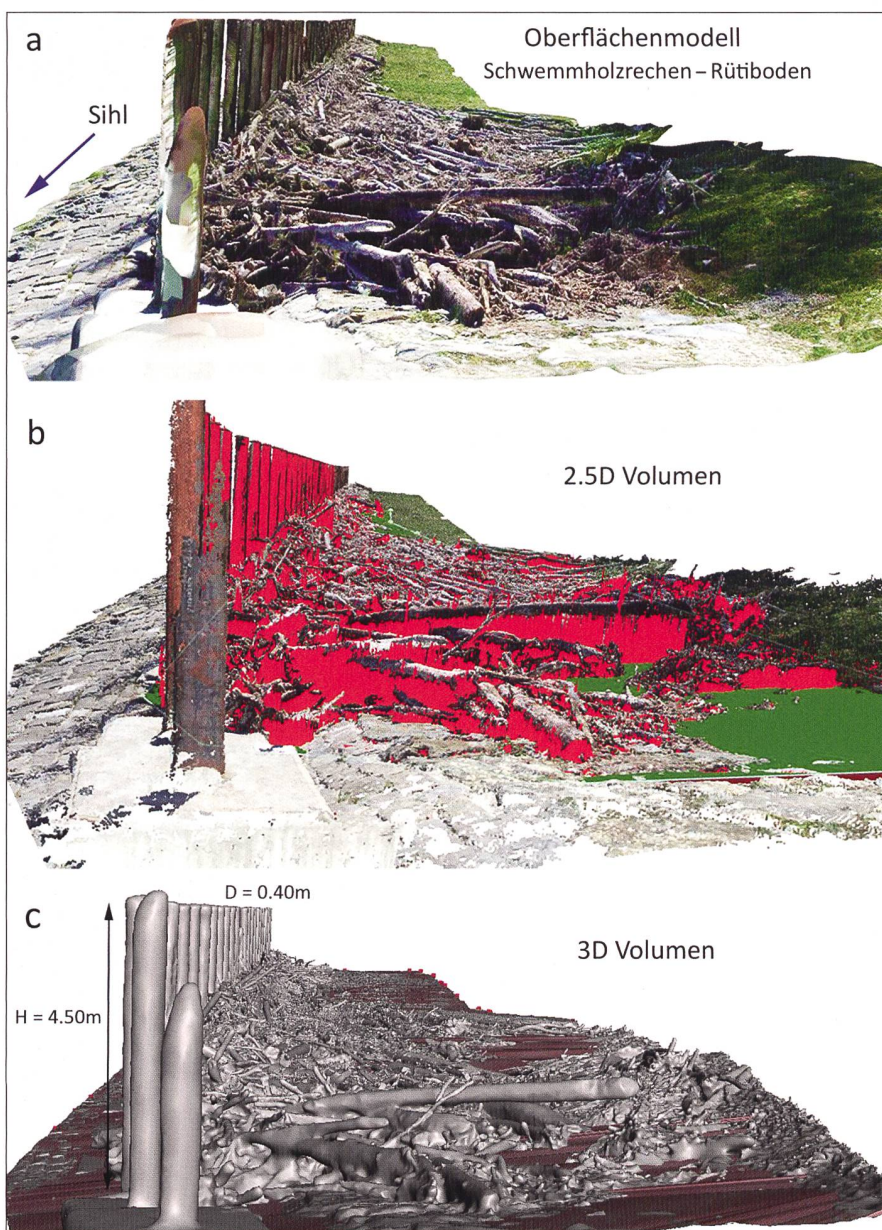 a
Oberflächenmodell
Schwemmholzrechen – Rütiboden
Sihl
b
2.5D Volumen
c
D = 0.40m
3D Volumen
H = 4.50m